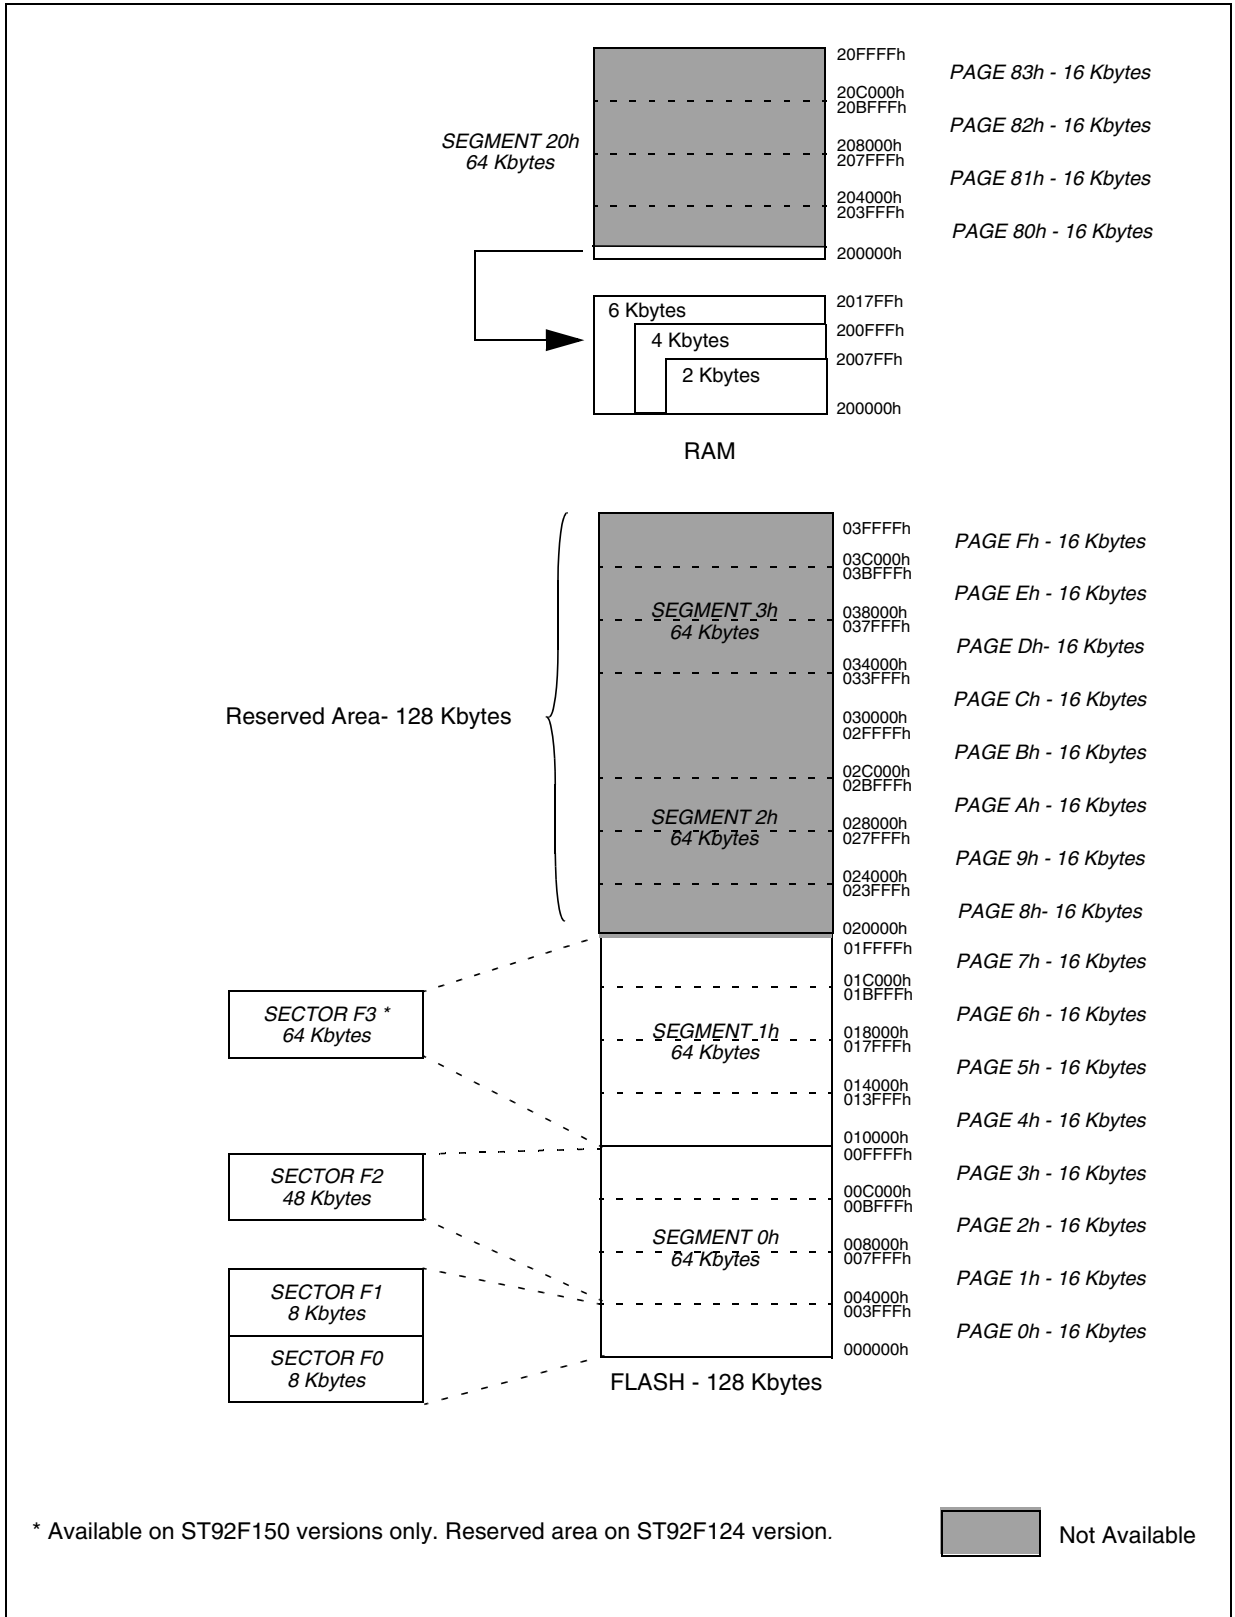 20FFFFh
PAGE 83h - 16 Kbytes
20C000h
20BFFFh
PAGE 82h - 16 Kbytes
SEGMENT 20h
64 Kbytes
208000h
207FFFh
PAGE 81h - 16 Kbytes
204000h
203FFFh
PAGE 80h - 16 Kbytes
200000h
6 Kbytes
2017FFh
4 Kbytes
200FFFh
2 Kbytes
2007FFh
200000h
RAM
03FFFFh
PAGE Fh - 16 Kbytes
03C000h
03BFFFh
PAGE Eh - 16 Kbytes
SEGMENT 3h
64 Kbytes
038000h
037FFFh
PAGE Dh- 16 Kbytes
034000h
033FFFh
PAGE Ch - 16 Kbytes
Reserved Area- 128 Kbytes
030000h
02FFFFh
PAGE Bh - 16 Kbytes
02C000h
02BFFFh
PAGE Ah - 16 Kbytes
SEGMENT 2h
64 Kbytes
028000h
027FFFh
PAGE 9h - 16 Kbytes
024000h
023FFFh
PAGE 8h- 16 Kbytes
020000h
01FFFFh
PAGE 7h - 16 Kbytes
01C000h
01BFFFh
SECTOR F3 *
64 Kbytes
PAGE 6h - 16 Kbytes
SEGMENT 1h
64 Kbytes
018000h
017FFFh
PAGE 5h - 16 Kbytes
014000h
013FFFh
PAGE 4h - 16 Kbytes
010000h
00FFFFh
SECTOR F2
48 Kbytes
PAGE 3h - 16 Kbytes
00C000h
00BFFFh
PAGE 2h - 16 Kbytes
SEGMENT 0h
64 Kbytes
008000h
007FFFh
PAGE 1h - 16 Kbytes
SECTOR F1
8 Kbytes
004000h
003FFFh
PAGE 0h - 16 Kbytes
SECTOR F0
8 Kbytes
000000h
FLASH - 128 Kbytes
* Available on ST92F150 versions only. Reserved area on ST92F124 version.
Not Available